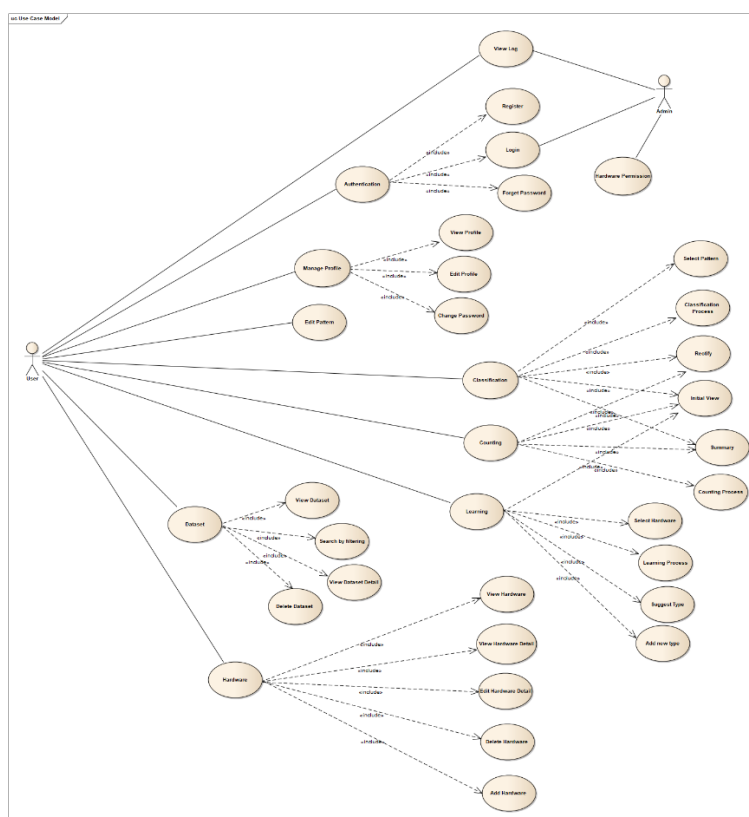 uc Use Case Model
View Log
Admin
Register
«include»
Login
«include»
Hardware Permission
Authentication
«include»
Forget Password
View Profile
Select Pattern
«include»
Manage Profile
«include»
Edit Profile
«include»
Change Password
Classification
Process
«include»
Edit Pattern
«include»
Rectify
«include»
User
Classification
«include»
Initial View
«include»
«include»
Counting
«include»
Summary
«include»
«include»
Counting Process
View Dataset
Learning
«include»
Select Hardware
Dataset
«include»
«include»
Search by filtering
«include»
Learning Process
«include»
View Dataset Detail
«include»
Suggest Type
Delete Dataset
View Hardware
«include»
Add new type
View Hardware Detail
«include»
Hardware
«include»
Edit Hardware Detail
«include»
«include»
Delete Hardware
«include»
Add Hardware